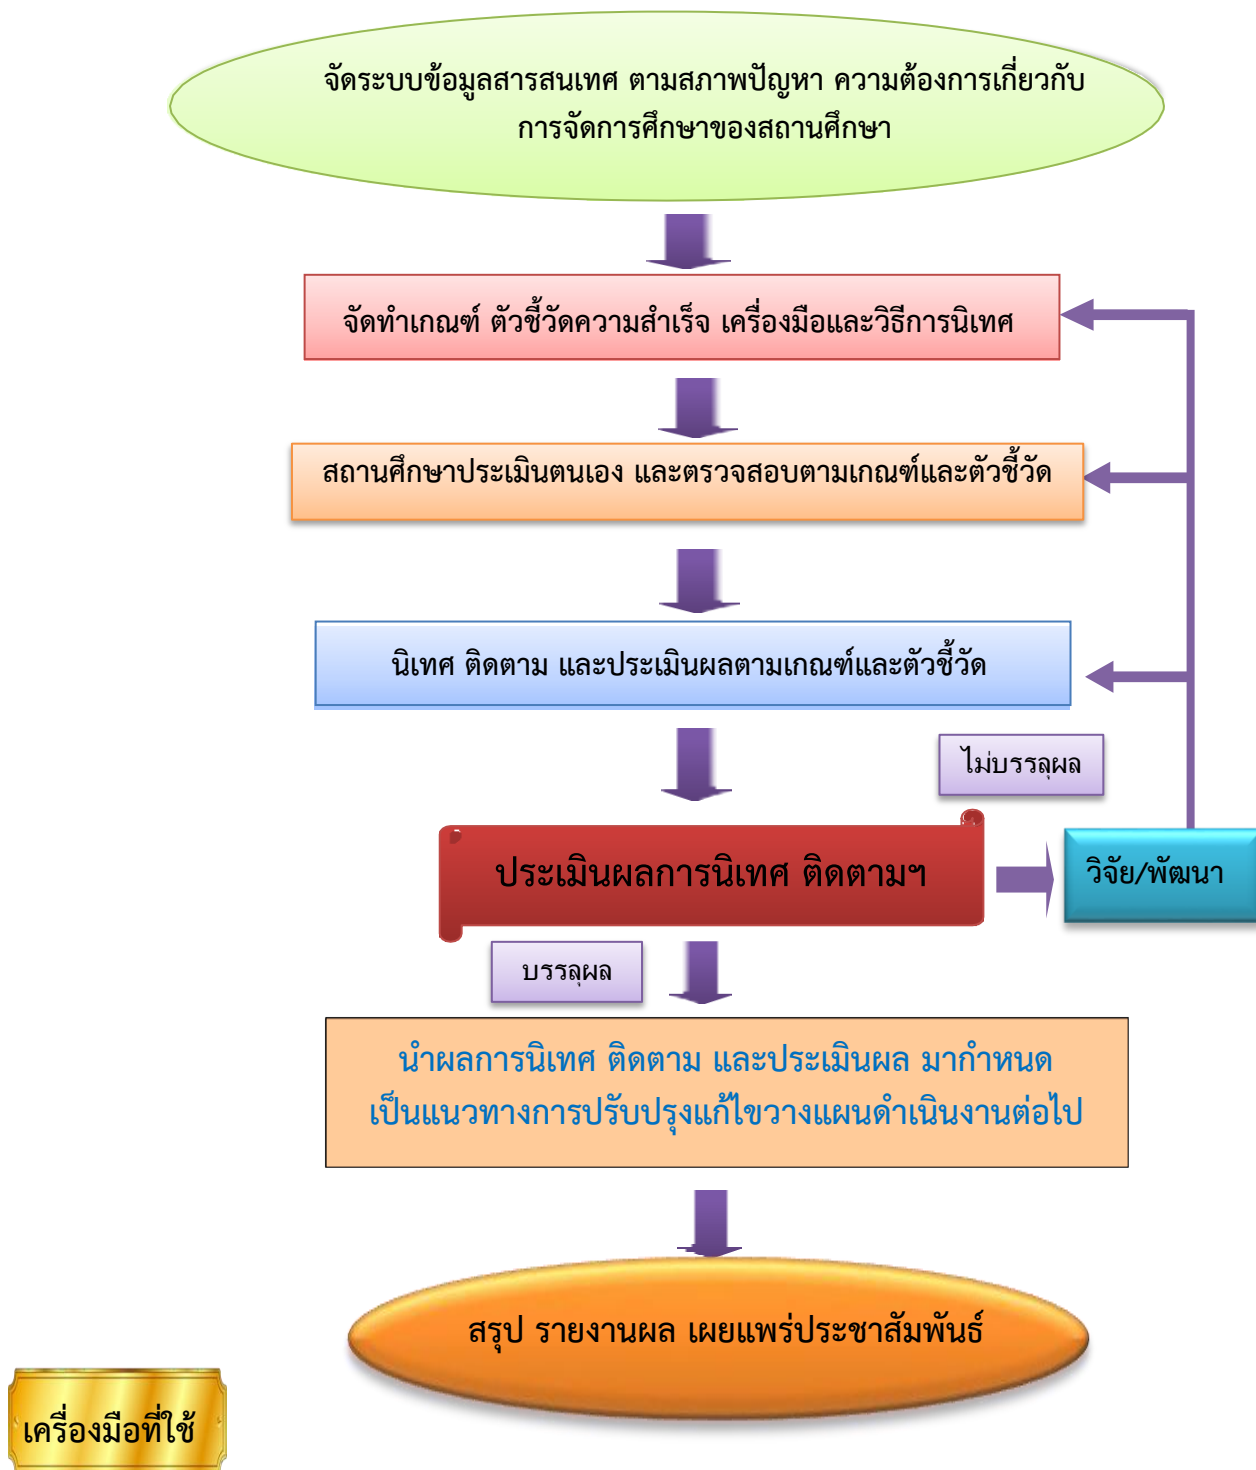 จัดระบบข้อมูลสารสนเทศ ตามสภาพปัญหา ความต้องการเกี่ยวกับ
การจัดการศึกษาของสถานศึกษา
จัดทำเกณฑ์ ตัวชี้วัดความสำเร็จ เครื่องมือและวิธีการนิเทศ
สถานศึกษาประเมินตนเอง และตรวจสอบตามเกณฑ์และตัวชี้วัด
นิเทศ ติดตาม และประเมินผลตามเกณฑ์และตัวชี้วัด
ไม่บรรลุผล
ประเมินผลการนิเทศ ติดตามฯ
วิจัย/พัฒนา
บรรลุผล
นำผลการนิเทศ ติดตาม และประเมินผล มากำหนด
เป็นแนวทางการปรับปรุงแก้ไขวางแผนดำเนินงานต่อไป
สรุป รายงานผล เผยแพร่ประชาสัมพันธ์
เครื่องมือที่ใช้